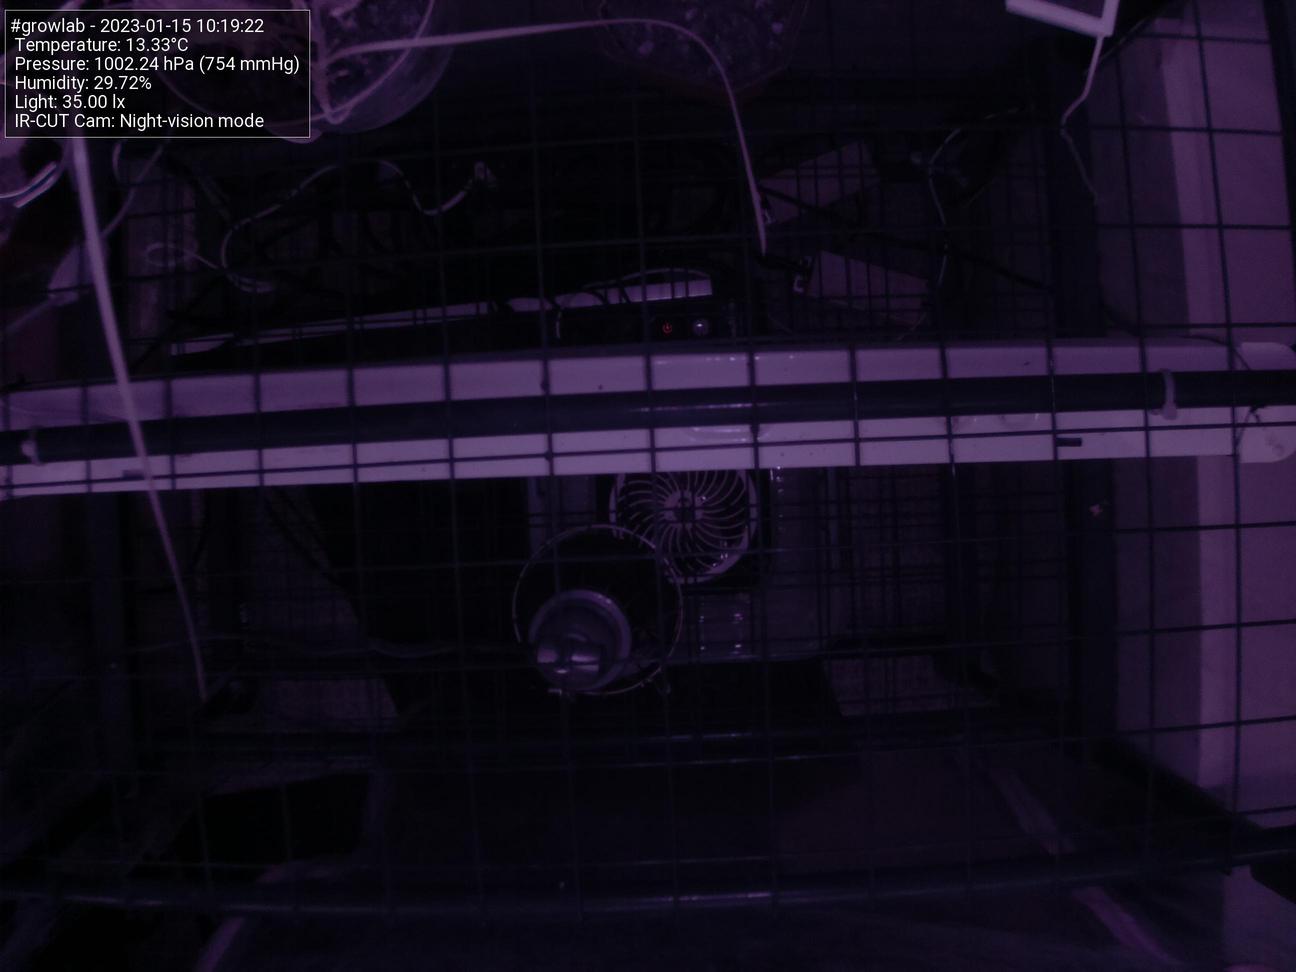 #growlab - 2023-01-15 10:19:22
Temperature: 13.33°C
Pressure: 1002.24 hPa (754 mmHg)
Humidity: 29.72%
Light: 35.00 lx
IR-CUT Cam: Night-vision mode